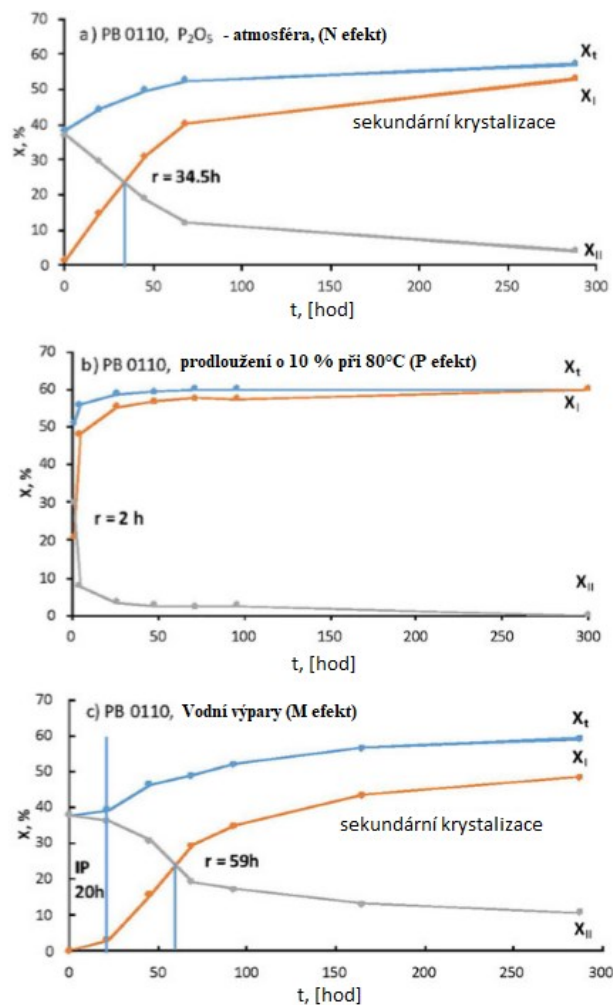 a) PB 0110, P₂O₅ - atmosféra, (N efekt)
70
60
50
40
30
20
10
0
X, %
Xt
XI
sekundární krystalizace
r = 34.5h
XII
0 50 100 150 200 250 300
t, [hod]
b) PB 0110, prodloužení o 10 % při 80°C (P efekt)
70
60
50
40
30
20
10
0
X, %
Xt
XI
r = 2 h
XII
0 50 100 150 200 250 300
t, [hod]
c) PB 0110, Vodní výpary (M efekt)
70
60
50
40
30
20
10
0
X, %
Xt
XI
sekundární krystalizace
IP
20h
r = 59h
XII
0 50 100 150 200 250 300
t, [hod]